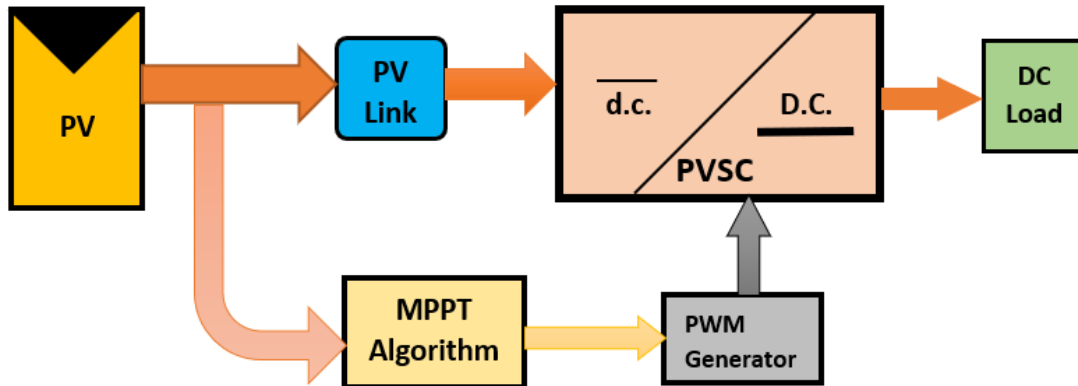 PV
PV
Link
d.c.
D.C.
PVSC
DC
Load
MPPT
Algorithm
PWM
Generator